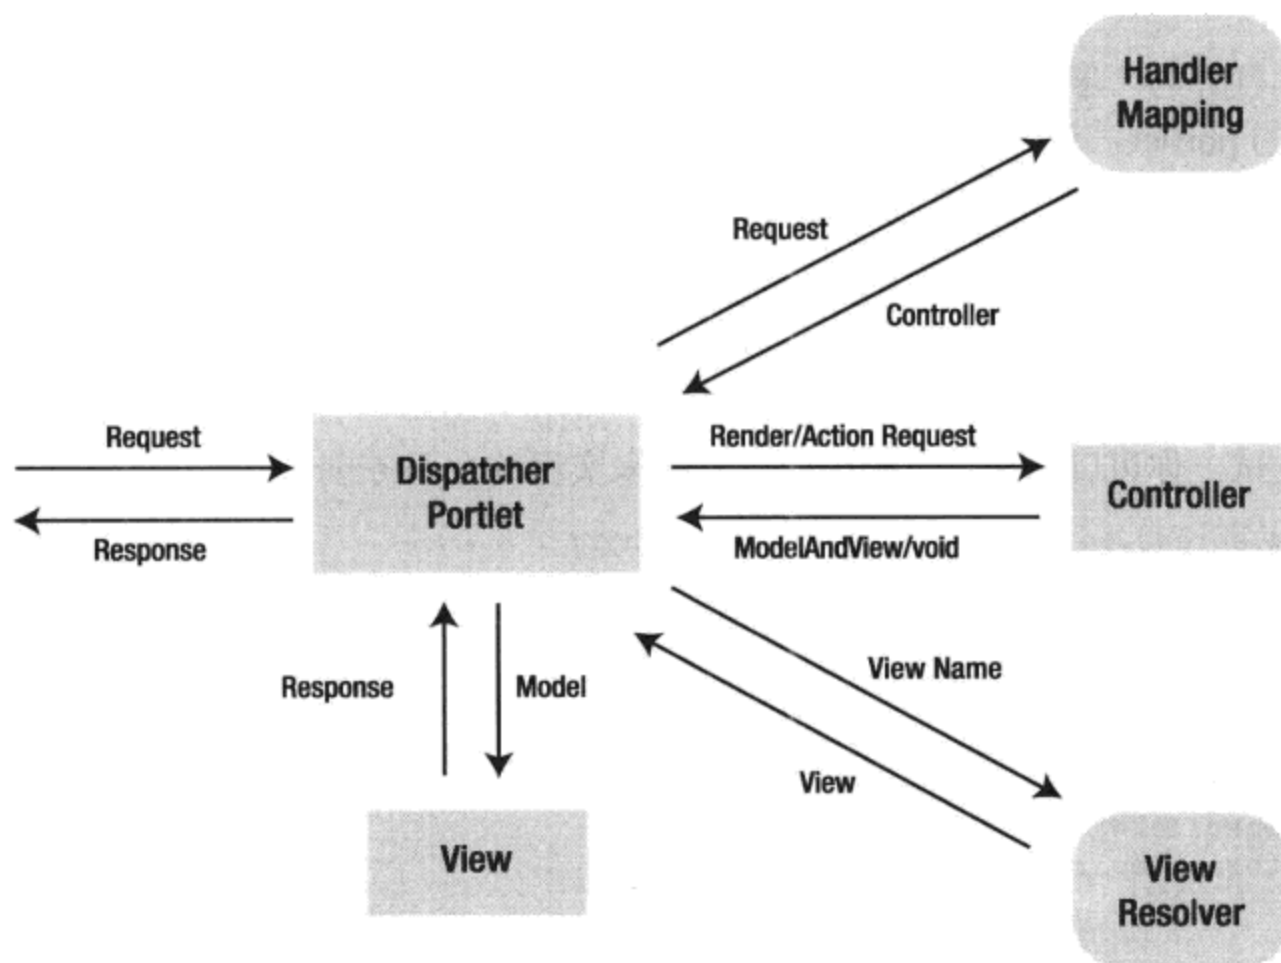 Handler
Mapping
Request
Controller
Request
Response
Dispatcher
Portlet
Render/Action Request
ModelAndView/void
Controller
Response
Model
View Name
View
View
View
Resolver